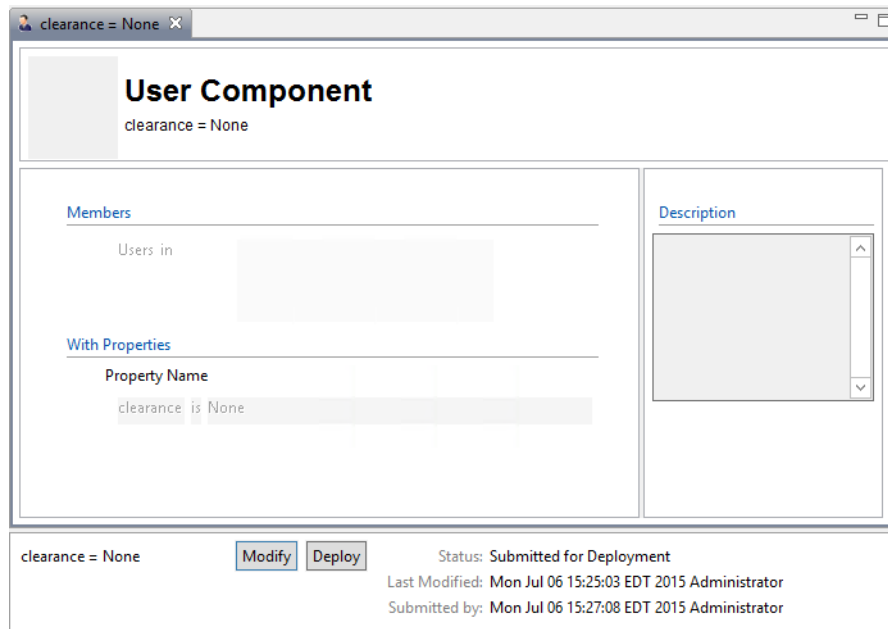 clearance = None
User Component
clearance = None
Members
Users in
With Properties
Property Name
clearance is None
Description
clearance = None
Modify Deploy
Status: Submitted for Deployment
Last Modified: Mon Jul 06 15:25:03 EDT 2015 Administrator
Submitted by: Mon Jul 06 15:27:08 EDT 2015 Administrator